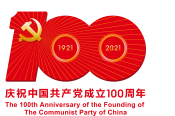 1921 2021
庆祝中国共产党成立100周年
The 100th Anniversary of the Founding of
The Communist Party of China